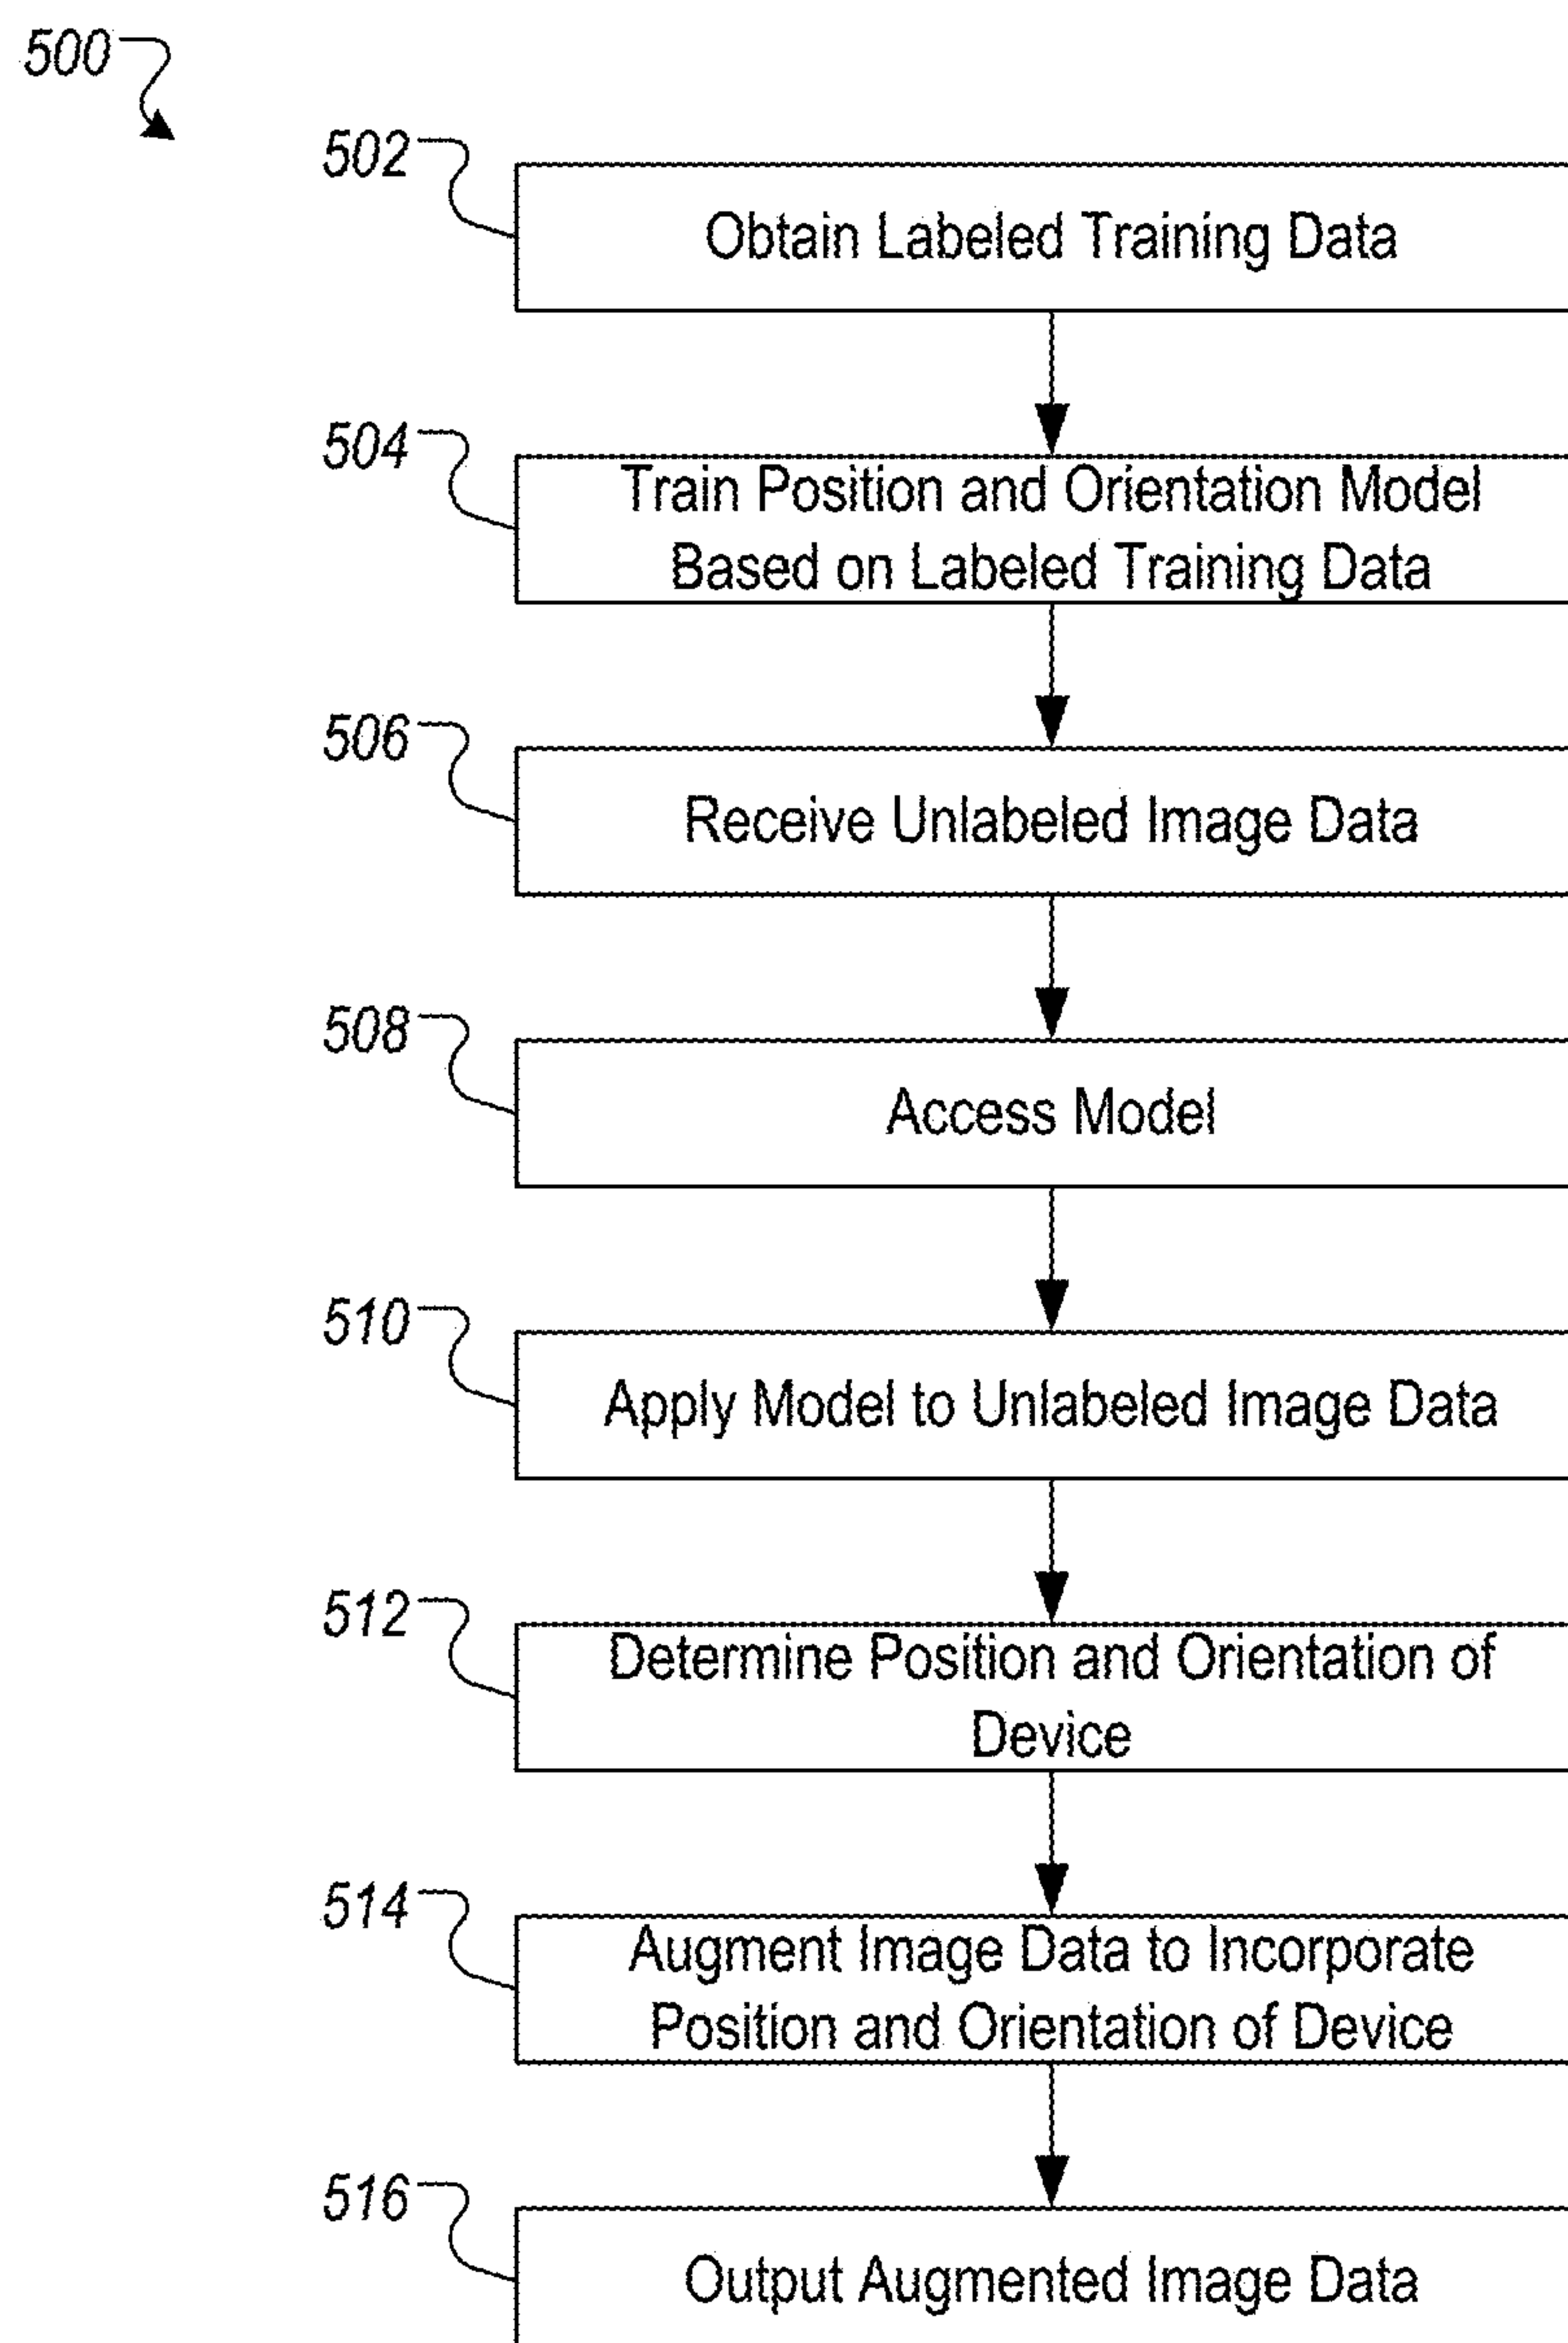 500
502
Obtain Labeled Training Data
504
Train Position and Orientation Model
Based on Labeled Training Data
506
Receive Unlabeled Image Data
508
Access Model
510
Apply Model to Unlabeled Image Data
512
Determine Position and Orientation of
Device
514
Augment Image Data to Incorporate
Position and Orientation of Device
516
Output Augmented Image Data